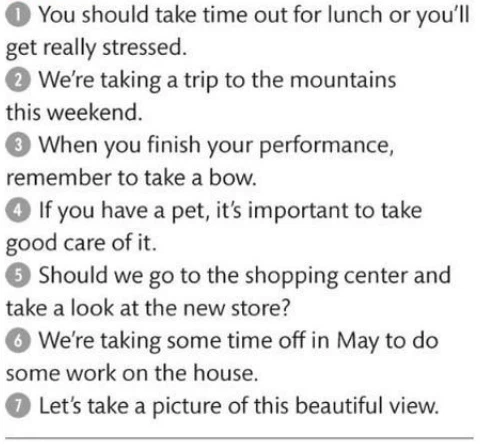 1 You should take time out for lunch or you'll
get really stressed.
2 We're taking a trip to the mountains
this weekend.
3 When you finish your performance,
remember to take a bow.
4 If you have a pet, it's important to take
good care of it.
5 Should we go to the shopping center and
take a look at the new store?
6 We're taking some time off in May to do
some work on the house.
7 Let's take a picture of this beautiful view.